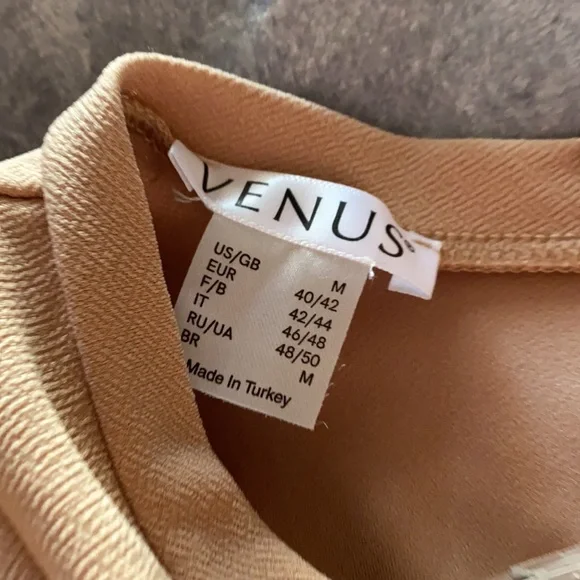 VENUS®
US/GB M
EUR 40/42
F/B 42/44
IT 46/48
RU/UA 48/50
BR M
Made In Turkey